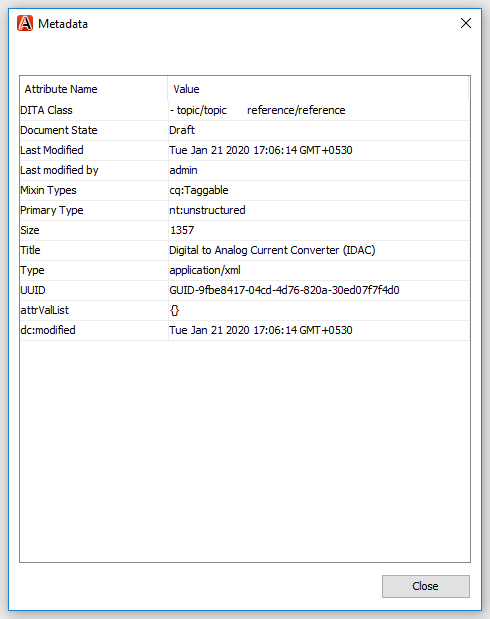 Metadata
Attribute Name Value
DITA Class - topic/topic reference/reference
Document State Draft
Last Modified Tue Jan 21 2020 17:06:14 GMT+0530
Last modified by admin
Mixin Types cq:Taggable
Primary Type nt:unstructured
Size 1357
Title Digital to Analog Current Converter (IDAC)
Type application/xml
UUID GUID-9fbe8417-04cd-4d76-820a-30ed07f7f4d0
attrValList {}
dc:modified Tue Jan 21 2020 17:06:14 GMT+0530
Close